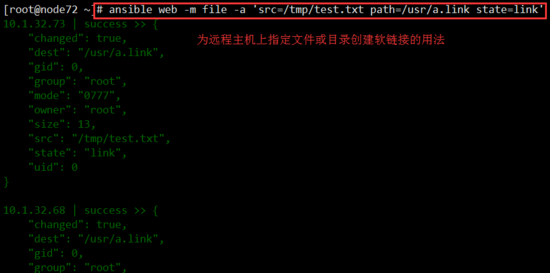 [root@node72 ~]# ansible web -m file -a 'src=/tmp/test.txt path=/usr/a.link state=link'
10.1.32.73 | success >> {
为远程主机上指定文件或目录创建软链接的用法
    "changed": true,
    "dest": "/usr/a.link",
    "gid": 0,
    "group": "root",
    "mode": "0777",
    "owner": "root",
    "size": 13,
    "src": "/tmp/test.txt",
    "state": "link",
    "uid": 0
}
10.1.32.68 | success >> {
    "changed": true,
    "dest": "/usr/a.link",
    "gid": 0,
    "group": "root",